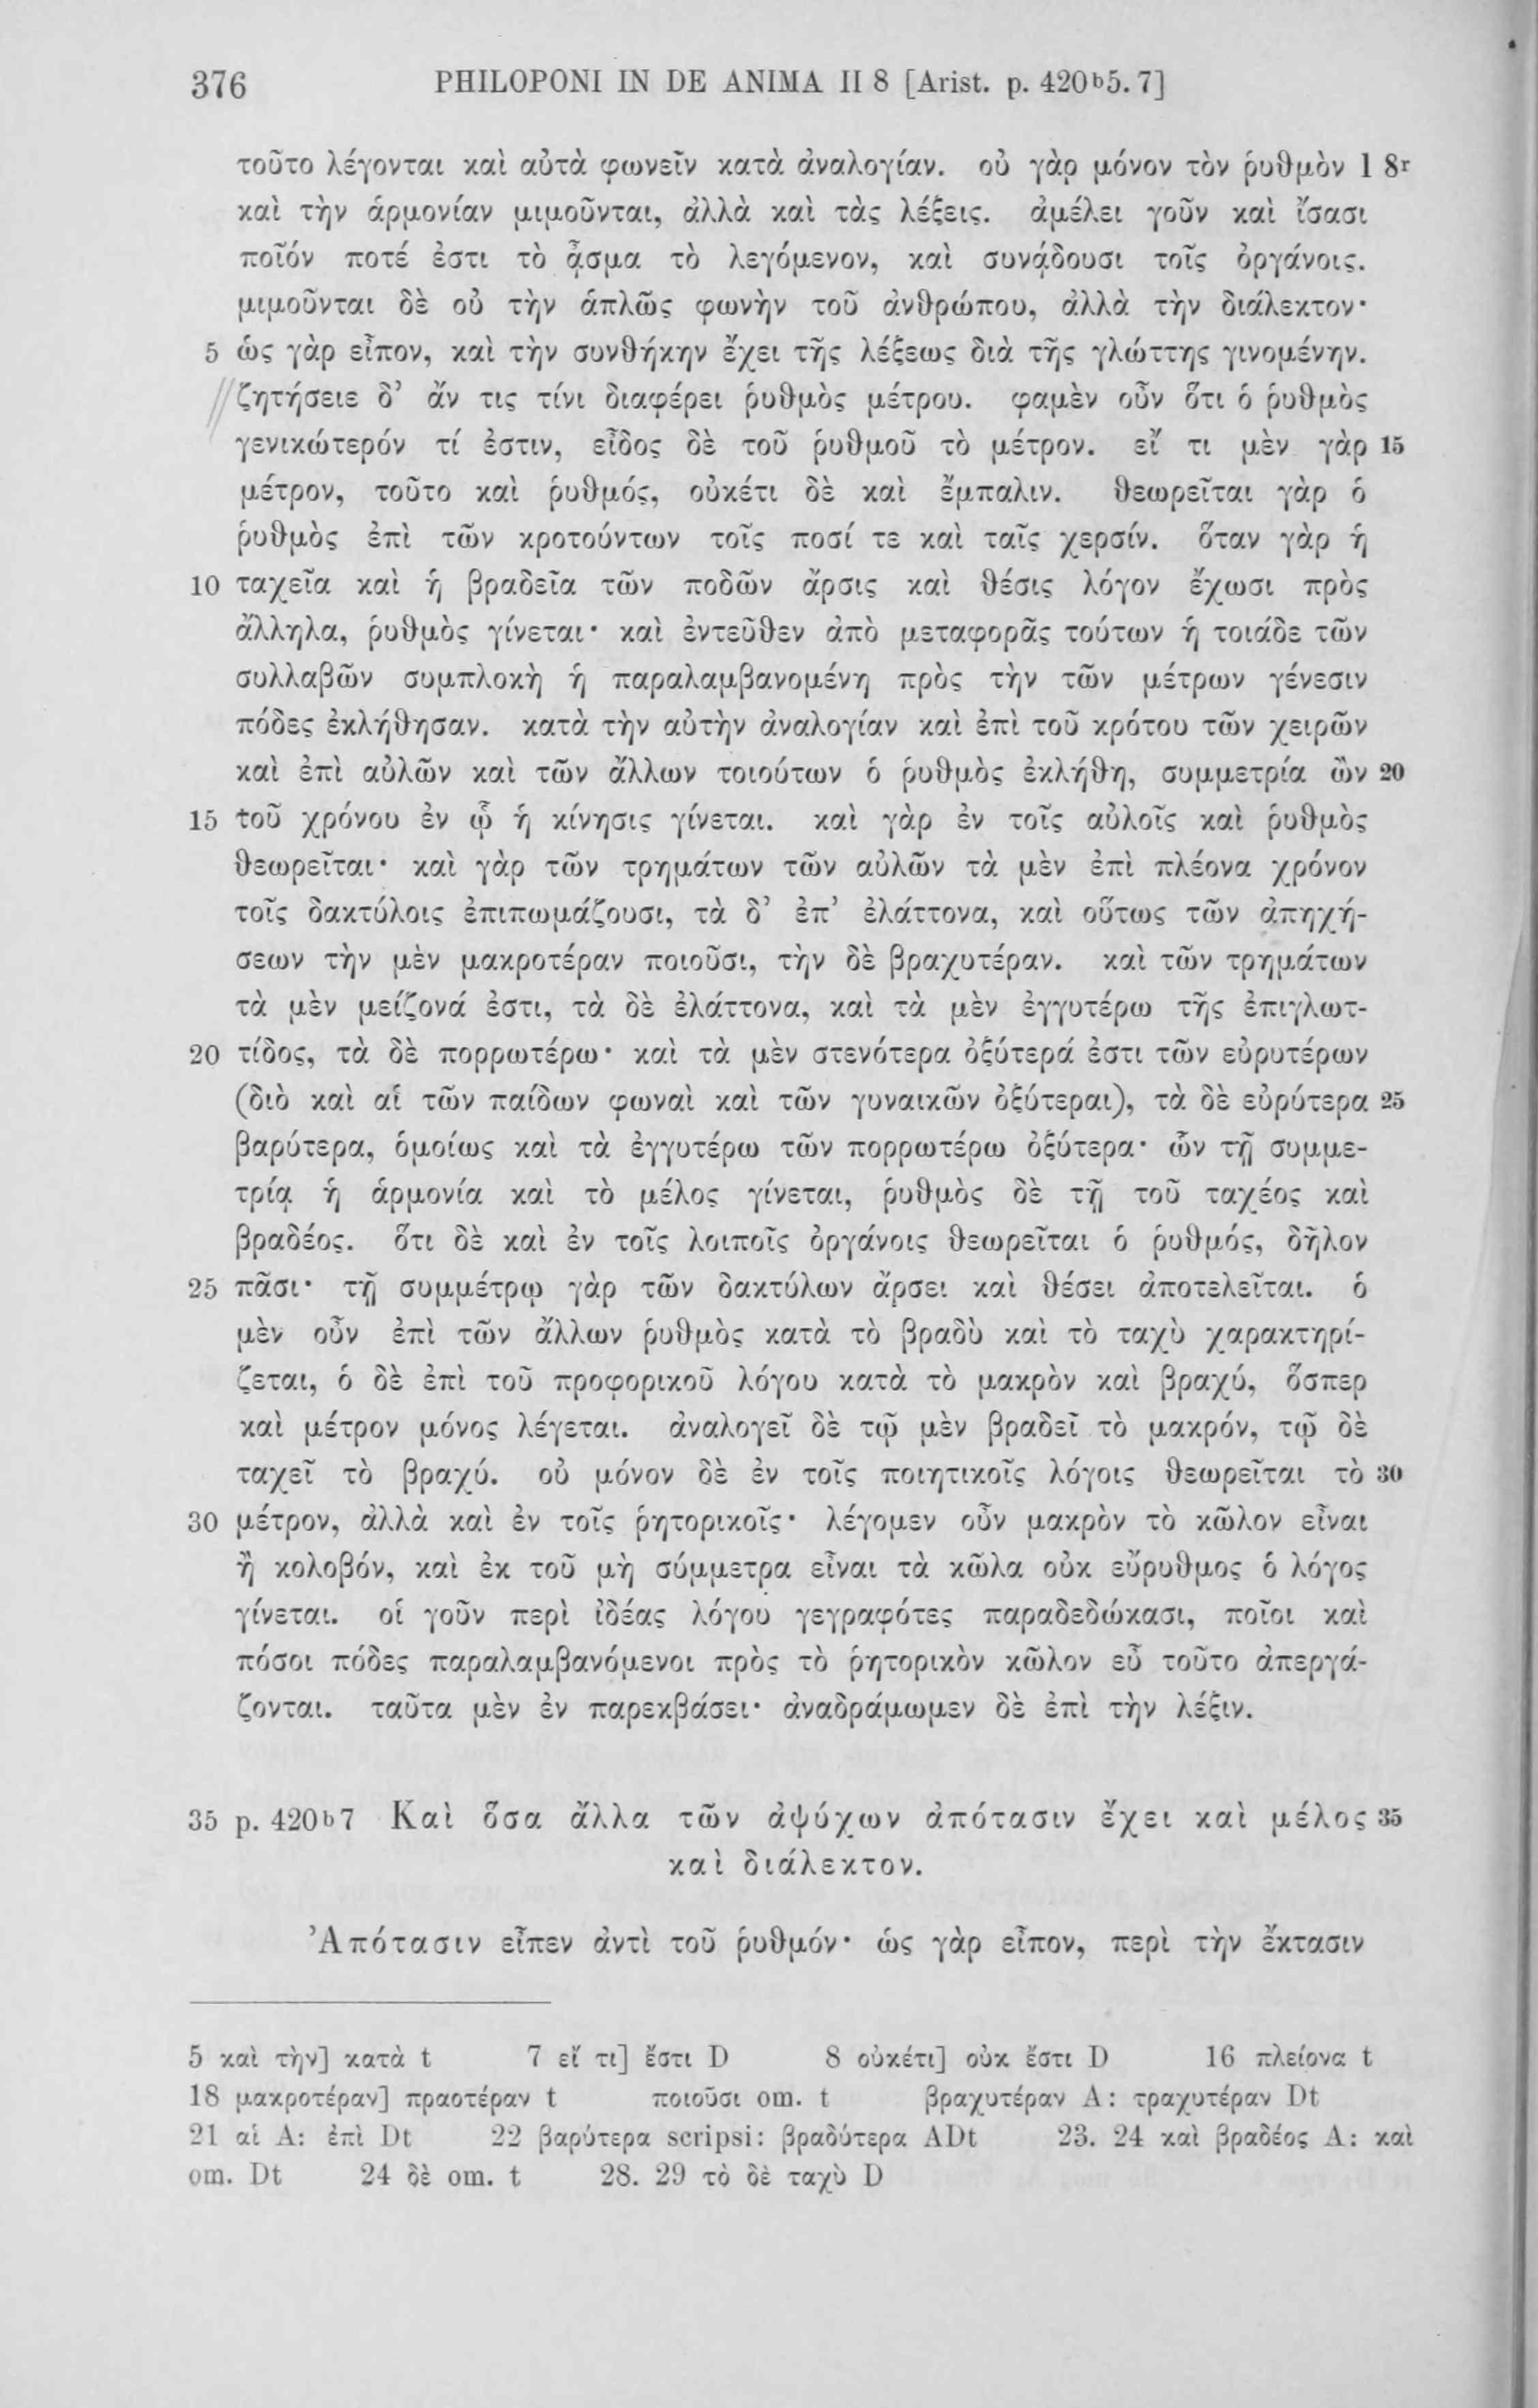 376 PHILOPONI IN DE ANIMA II 8 [Arist. p. 420b5. 7]
τοῦτο λέγονται καὶ αὐτὰ φωνεῖν κατὰ ἀναλογίαν. οὐ γὰρ μόνον τὸν ῥυθμὸν 1 8r
καὶ τὴν ἁρμονίαν μιμοῦνται, ἀλλὰ καὶ τὰς λέξεις. ἀμέλει γοῦν καὶ ἴσασι
ποῖόν ποτέ ἐστι τὸ ᾆσμα τὸ λεγόμενον, καὶ συνᾴδουσι τοῖς ὀργάνοις.
μιμοῦνται δὲ οὐ τὴν ἁπλῶς φωνὴν τοῦ ἀνθρώπου, ἀλλὰ τὴν διάλεκτον·
5 ὡς γὰρ εἶπον, καὶ τὴν συνθήκην ἔχει τῆς λέξεως διὰ τῆς γλώττης γινομένην.
ζητήσειε δ’ ἄν τις τίνι διαφέρει ῥυθμὸς μέτρου. φαμὲν οὖν ὅτι ὁ ῥυθμὸς
γενικώτερόν τί ἐστιν, εἶδος δὲ τοῦ ῥυθμοῦ τὸ μέτρον. εἴ τι μὲν γὰρ 15
μέτρον, τοῦτο καὶ ῥυθμός, οὐκέτι δὲ καὶ ἔμπαλιν. θεωρεῖται γὰρ ὁ
ῥυθμὸς ἐπὶ τῶν κροτούντων τοῖς ποσί τε καὶ ταῖς χερσίν. ὅταν γὰρ ἡ
10 ταχεῖα καὶ ἡ βραδεῖα τῶν ποδῶν ἄρσις καὶ θέσις λόγον ἔχωσι πρὸς
ἄλληλα, ῥυθμὸς γίνεται· καὶ ἐντεῦθεν ἀπὸ μεταφορᾶς τούτων ἡ τοιάδε τῶν
συλλαβῶν συμπλοκὴ ἡ παραλαμβανομένη πρὸς τὴν τῶν μέτρων γένεσιν
πόδες ἐκλήθησαν. κατὰ τὴν αὐτὴν ἀναλογίαν καὶ ἐπὶ τοῦ κρότου τῶν χειρῶν
καὶ ἐπὶ αὐλῶν καὶ τῶν ἄλλων τοιούτων ὁ ῥυθμὸς ἐκλήθη, συμμετρία ὢν 20
15 τοῦ χρόνου ἐν ᾧ ἡ κίνησις γίνεται. καὶ γὰρ ἐν τοῖς αὐλοῖς καὶ ῥυθμὸς
θεωρεῖται· καὶ γὰρ τῶν τρημάτων τῶν αὐλῶν τὰ μὲν ἐπὶ πλέονα χρόνον
τοῖς δακτύλοις ἐπιπωμάζουσι, τὰ δ’ ἐπ’ ἐλάττονα, καὶ οὕτως τῶν ἀπηχή-
σεων τὴν μὲν μακροτέραν ποιοῦσι, τὴν δὲ βραχυτέραν. καὶ τῶν τρημάτων
τὰ μὲν μείζονά ἐστι, τὰ δὲ ἐλάττονα, καὶ τὰ μὲν ἐγγυτέρω τῆς ἐπιγλωτ-
20 τίδος, τὰ δὲ πορρωτέρω· καὶ τὰ μὲν στενότερα ὀξύτερά ἐστι τῶν εὐρυτέρων
(διὸ καὶ αἱ τῶν παίδων φωναὶ καὶ τῶν γυναικῶν ὀξύτεραι), τὰ δὲ εὐρύτερα 25
βαρύτερα, ὁμοίως καὶ τὰ ἐγγυτέρω τῶν πορρωτέρω ὀξύτερα· ὧν τῇ συμμε-
τρίᾳ ἡ ἁρμονία καὶ τὸ μέλος γίνεται, ῥυθμὸς δὲ τῇ τοῦ ταχέος καὶ
βραδέος. ὅτι δὲ καὶ ἐν τοῖς λοιποῖς ὀργάνοις θεωρεῖται ὁ ῥυθμός, δῆλον
25 πᾶσι· τῇ συμμέτρῳ γὰρ τῶν δακτύλων ἄρσει καὶ θέσει ἀποτελεῖται. ὁ
μὲν οὖν ἐπὶ τῶν ἄλλων ῥυθμὸς κατὰ τὸ βραδὺ καὶ τὸ ταχὺ χαρακτηρί-
ζεται, ὁ δὲ ἐπὶ τοῦ προφορικοῦ λόγου κατὰ τὸ μακρὸν καὶ βραχύ, ὅσπερ
καὶ μέτρον μόνος λέγεται. ἀναλογεῖ δὲ τῷ μὲν βραδεῖ τὸ μακρόν, τῷ δὲ
ταχεῖ τὸ βραχύ. οὐ μόνον δὲ ἐν τοῖς ποιητικοῖς λόγοις θεωρεῖται τὸ 30
30 μέτρον, ἀλλὰ καὶ ἐν τοῖς ῥητορικοῖς· λέγομεν οὖν μακρὸν τὸ κῶλον εἶναι
ἢ κολοβόν, καὶ ἐκ τοῦ μὴ σύμμετρα εἶναι τὰ κῶλα οὐκ εὔρυθμος ὁ λόγος
γίνεται. οἱ γοῦν περὶ ἰδέας λόγου γεγραφότες παραδεδώκασι, ποῖοι καὶ
πόσοι πόδες παραλαμβανόμενοι πρὸς τὸ ῥητορικὸν κῶλον εὖ τοῦτο ἀπεργά-
ζονται. ταῦτα μὲν ἐν παρεκβάσει· ἀναδράμωμεν δὲ ἐπὶ τὴν λέξιν.
35 p. 420b7 Καὶ ὅσα ἄλλα τῶν ἀψύχων ἀπότασιν ἔχει καὶ μέλος 35
καὶ διάλεκτον.
Ἀπότασιν εἶπεν ἀντὶ τοῦ ῥυθμόν· ὡς γὰρ εἶπον, περὶ τὴν ἔκτασιν
5 καὶ τὴν] κατὰ t 7 εἴ τι] ἔστι D 8 οὐκέτι] οὐκ ἔστι D 16 πλείονα t
18 μακροτέραν] πραοτέραν t ποιοῦσι om. t βραχυτέραν A: τραχυτέραν Dt
21 αἱ A: ἐπὶ Dt 22 βαρύτερα scripsi: βραδύτερα ADt 23. 24 καὶ βραδέος A: καὶ
om. Dt 24 δὲ om. t 28. 29 τὸ δὲ ταχὺ D